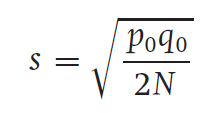 s = √(p₀q₀ / 2N)